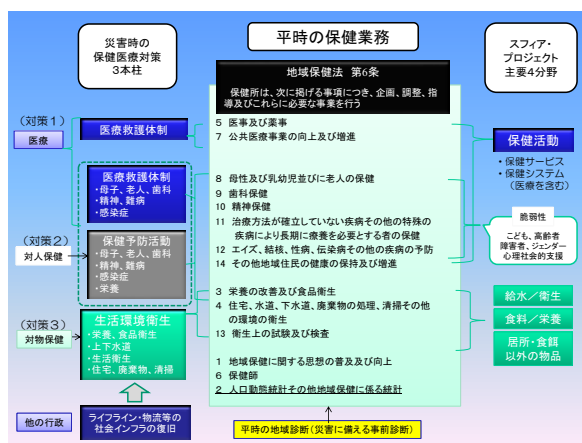 災害時の
保健医療対策
3本柱
平時の保健業務
スフィア・
プロジェクト
主要4分野
地域保健法 第6条
保健所は、次に掲げる事項につき、企画、調整、指
導及びこれらに必要な事業を行う
(対策1)
医療
医療救護体制
5 医事及び薬事
7 公共医療事業の向上及び増進
保健活動
・保健サービス
・保健システム
(医療を含む)
医療救護体制
・母子、老人、歯科
・精神、難病
・感染症
8 母性及び乳幼児並びに老人の保健
9 歯科保健
10 精神保健
11 治療方法が確立していない疾病その他の特殊の
疾病により長期に療養を必要とする者の保健
12 エイズ、結核、性病、伝染病その他の疾病の予防
14 その他地域住民の健康の保持及び増進
脆弱性
こども、高齢者
障害者、ジェンダー
心理社会的支援
(対策2)
対人保健
保健予防活動
・母子、老人、歯科
・精神、難病
・感染症
・栄養
3 栄養の改善及び食品衛生
4 住宅、水道、下水道、廃棄物の処理、清掃その他
の環境の衛生
13 衛生上の試験及び検査
給水/衛生
食料/栄養
居所・食餌
以外の物品
(対策3)
対物保健
生活環境衛生
・栄養、食品衛生
・上下水道
・生活衛生
・住宅、廃棄物、清掃
1 地域保健に関する思想の普及及び向上
6 保健師
2 人口動態統計その他地域保健に係る統計
他の行政
ライフライン・物流等の
社会インフラの復旧
平時の地域診断(災害に備える事前診断)